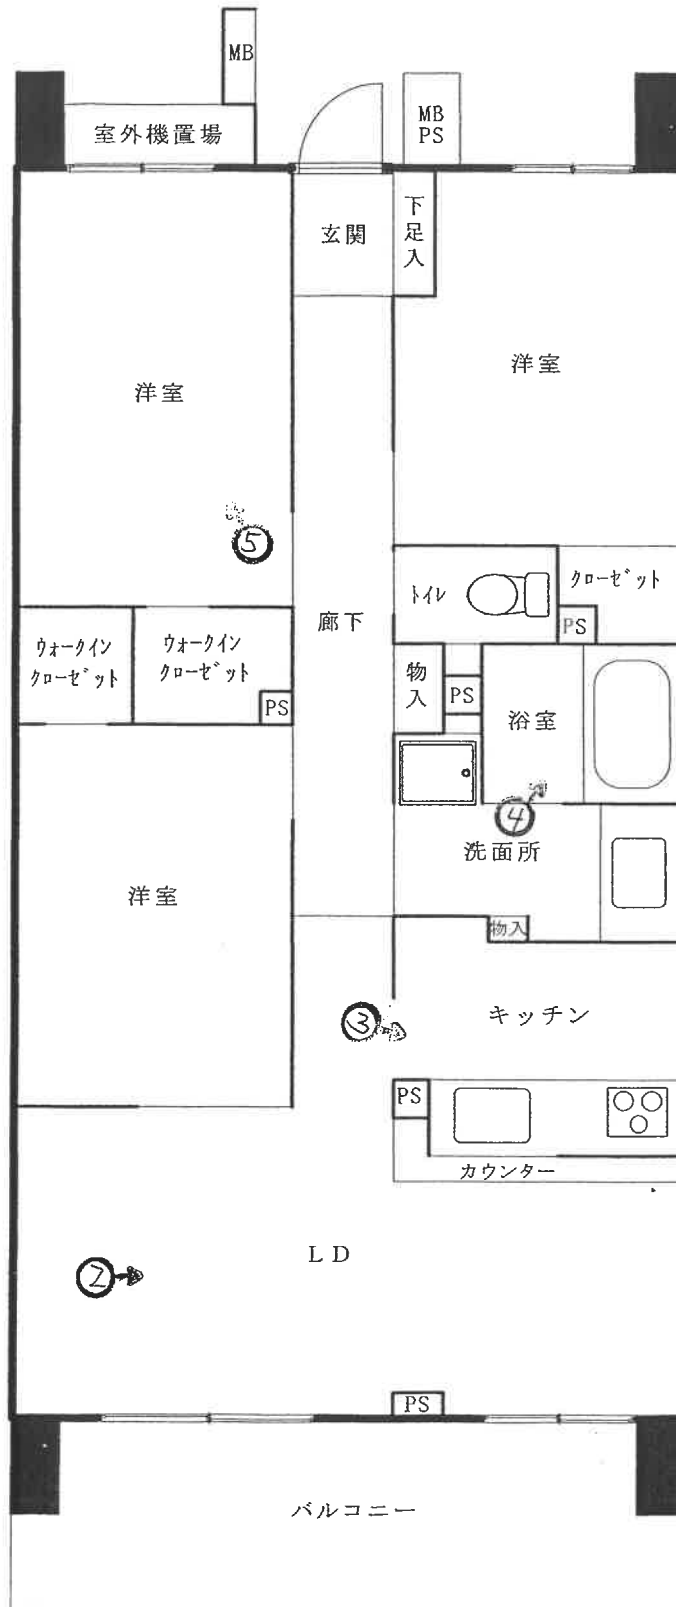 MB
室外機置場
MB
PS
玄関
下足入
洋室
洋室
⑤
トイレ
クローゼット
PS
廊下
ウォークイン
クローゼット
ウォークイン
クローゼット
PS
物入
PS
浴室
④
洗面所
洋室
物入
③
キッチン
PS
カウンター
LD
②
PS
バルコニー